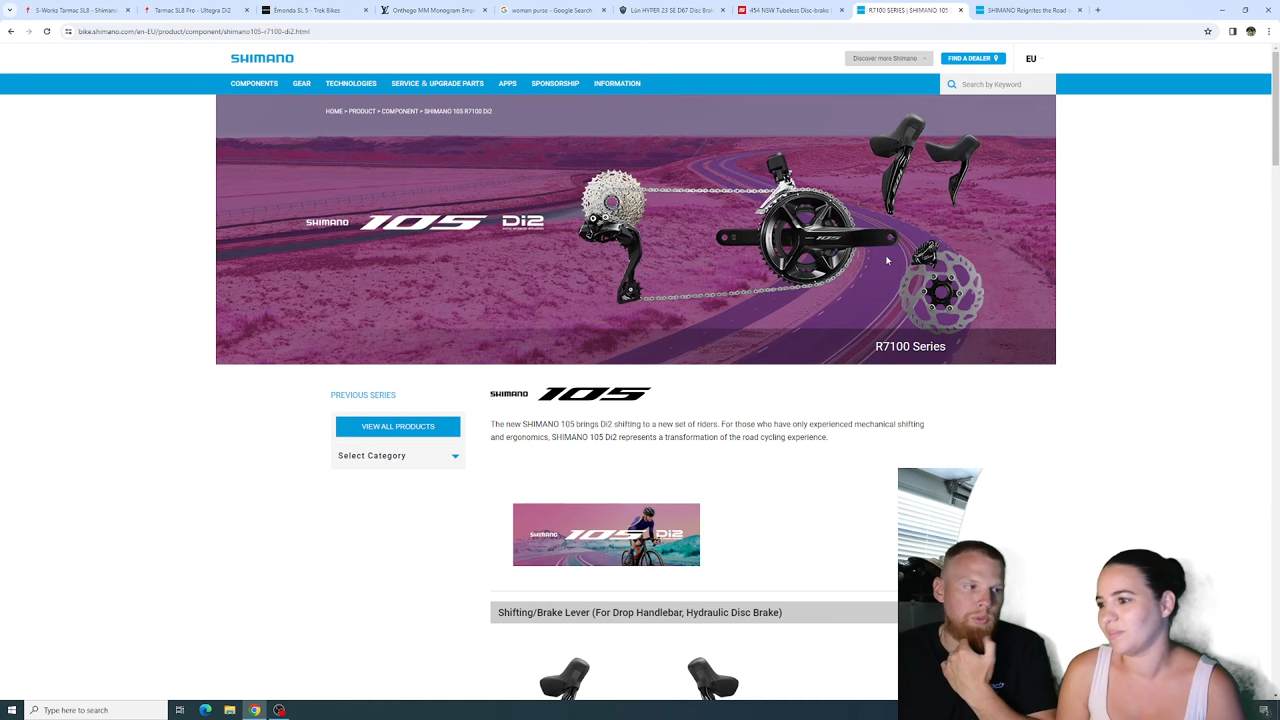 S-Works Tarmac SL8 - Shimano
Tarmac SL8 Pro - Ultegra Di2
Émonda SL 5 - Trek Bikes
Onthego MM Monogram Emp
woman purse - Google Search
Lún HYPER 23 SE D67 Disc Brak
454 NSW Tubeless Disc-brake
R7100 SERIES | SHIMANO 105
SHIMANO Reignites the Road
bike.shimano.com/en-EU/product/component/shimano105-r7100-di2.html
SHIMANO
Discover more Shimano
FIND A DEALER
EU
COMPONENTS GEAR TECHNOLOGIES SERVICE & UPGRADE PARTS APPS SPONSORSHIP INFORMATION
Search by Keyword
HOME > PRODUCT > COMPONENT > SHIMANO 105 R7100 Di2
SHIMANO 105 Di2
105
R7100 Series
PREVIOUS SERIES
VIEW ALL PRODUCTS
Select Category
SHIMANO 105
The new SHIMANO 105 brings Di2 shifting to a new set of riders. For those who have only experienced mechanical shifting
and ergonomics, SHIMANO 105 Di2 represents a transformation of the road cycling experience.
SHIMANO 105 Di2
Shifting/Brake Lever (For Drop Handlebar, Hydraulic Disc Brake)
Type here to search